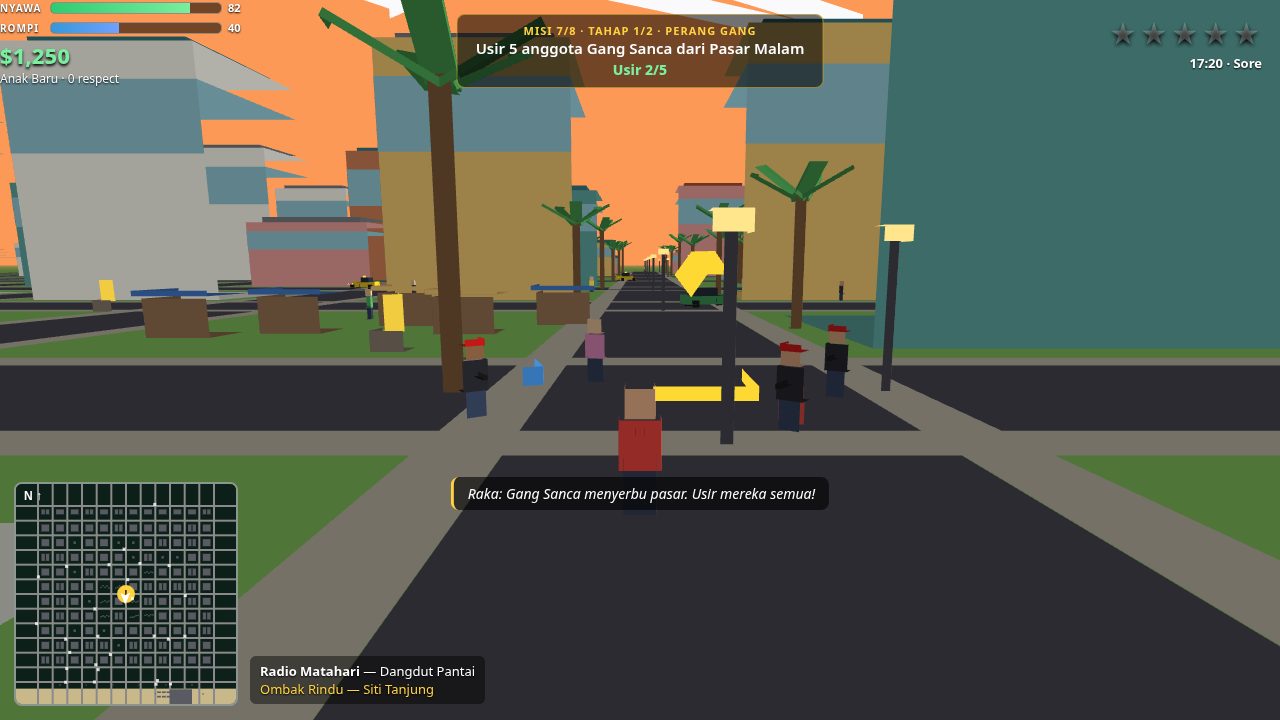 NYAWA 82
ROMPI 40
$1,250
Anak Baru · 0 respect
MISI 7/8 · TAHAP 1/2 · PERANG GANG
Usir 5 anggota Gang Sanca dari Pasar Malam
Usir 2/5
17:20 · Sore
Raka: Gang Sanca menyerbu pasar. Usir mereka semua!
N ↑
Radio Matahari — Dangdut Pantai
Ombak Rindu — Siti Tanjung